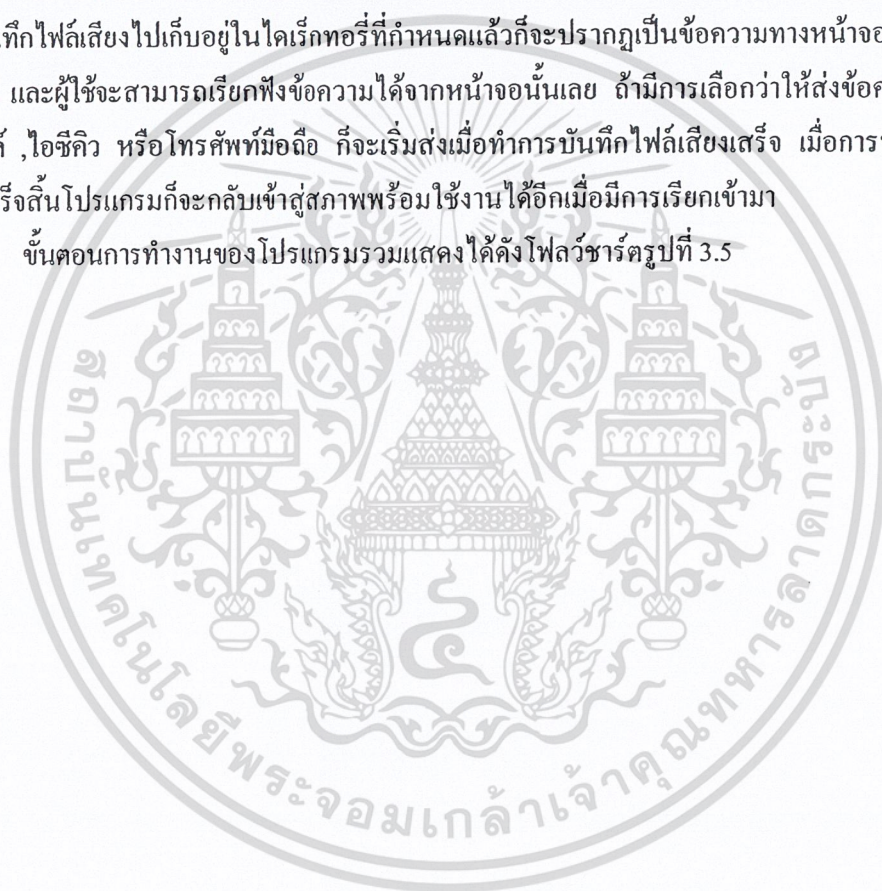 ทึกไฟล์เสียงไปเก็บอยู่ในไดเร็กทอรี่ที่กำหนดแล้วก็จะปรากฏเป็นข้อความทางหน้าจอ
และผู้ใช้จะสามารถเรียกฟังข้อความได้จากหน้าจอนั้นเลย ถ้ามีการเลือกว่าให้ส่งข้อค
,ไอซีคิว หรือโทรศัพท์มือถือ ก็จะเริ่มส่งเมื่อทำการบันทึกไฟล์เสียงเสร็จ เมื่อการ
ร็จสิ้นโปรแกรมก็จะกลับเข้าสู่สภาพพร้อมใช้งานได้อีกเมื่อมีการเรียกเข้ามา
ขั้นตอนการทำงานของโปรแกรมรวมแสดงได้ดังโฟลว์ชาร์ตรูปที่ 3.5
สถาบันเทคโนโลยีพระจอมเกล้าเจ้าคุณทหารลาดกระบัง